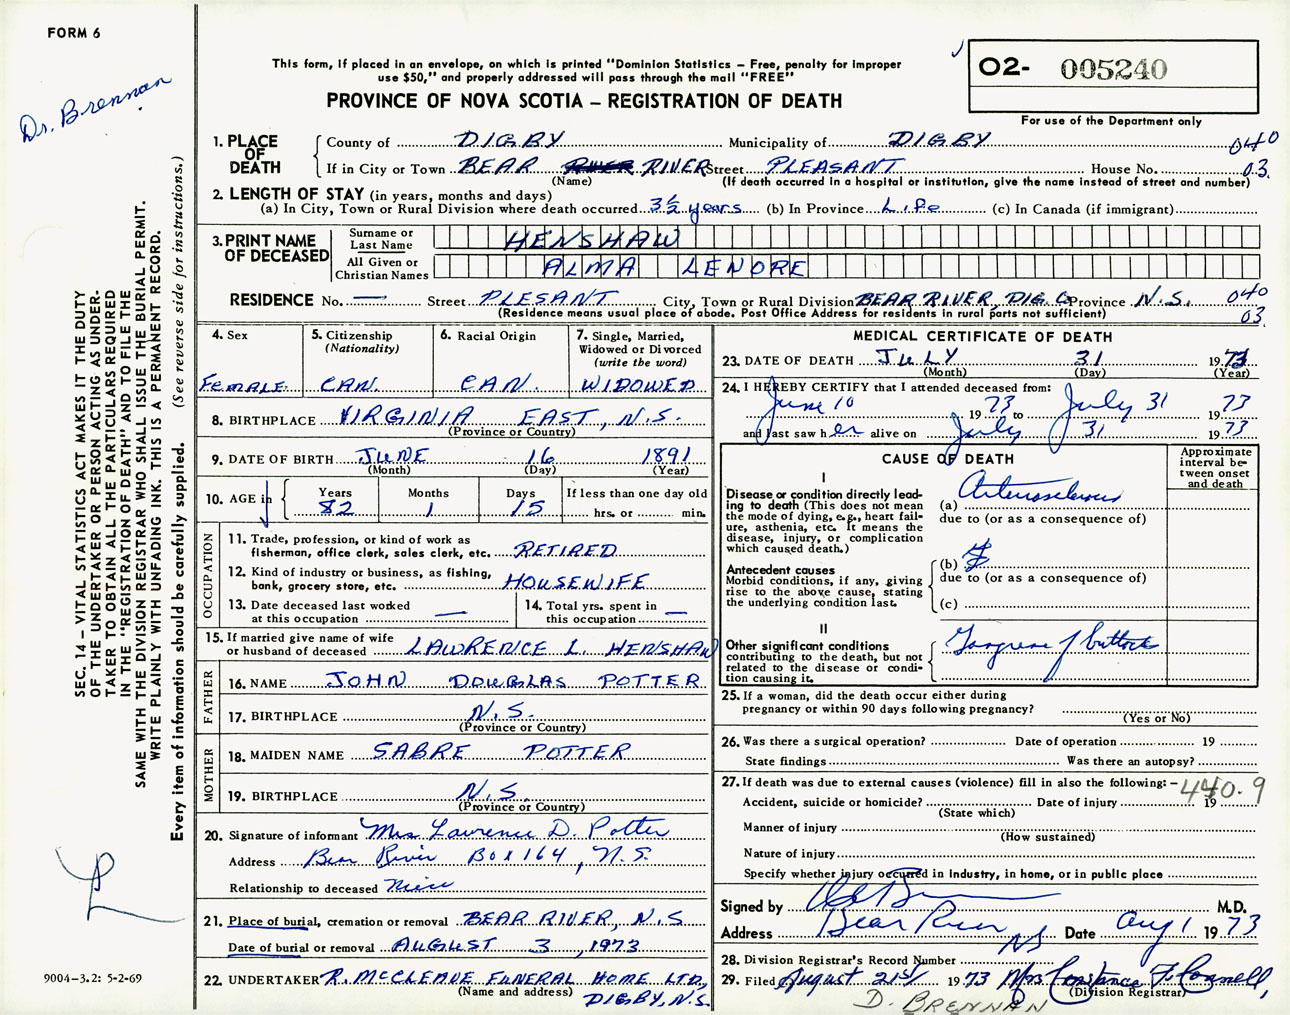 FORM 6
Dr. Brennan
This form, if placed in an envelope, on which is printed "Dominion Statistics – Free, penalty for improper
use $50," and properly addressed will pass through the mail "FREE"
PROVINCE OF NOVA SCOTIA – REGISTRATION OF DEATH
O2- 005240
For use of the Department only
SEC. 14 – VITAL STATISTICS ACT MAKES IT THE DUTY
OF THE UNDERTAKER OR PERSON ACTING AS UNDER-
TAKER TO OBTAIN ALL THE PARTICULARS REQUIRED
IN THE "REGISTRATION OF DEATH" AND TO FILE THE
SAME WITH THE DIVISION REGISTRAR WHO SHALL ISSUE THE BURIAL PERMIT.
WRITE PLAINLY WITH UNFADING INK. THIS IS A PERMANENT RECORD.
Every item of information should be carefully supplied. (See reverse side for instructions.)
1. PLACE OF DEATH
County of DIGBY Municipality of DIGBY 040
If in City or Town BEAR RIVER RIVER Street PLEASANT House No. 03
(Name) (If death occurred in a hospital or institution, give the name instead of street and number)
2. LENGTH OF STAY (in years, months and days)
(a) In City, Town or Rural Division where death occurred 3½ years (b) In Province Life (c) In Canada (if immigrant)
3. PRINT NAME OF DECEASED
Surname or Last Name HENSHAW
All Given or Christian Names ALMA LENORE
RESIDENCE No. — Street PLESANT City, Town or Rural Division BEAR RIVER, DIG. Co Province N.S. 040
(Residence means usual place of abode. Post Office Address for residents in rural parts not sufficient) 03
4. Sex FEMALE
5. Citizenship (Nationality) CAN.
6. Racial Origin CAN.
7. Single, Married, Widowed or Divorced (write the word) WIDOWED
8. BIRTHPLACE VIRGINIA EAST, N.S.
(Province or Country)
9. DATE OF BIRTH JUNE 16 1891
(Month) (Day) (Year)
10. AGE in Years 82 Months 1 Days 15 If less than one day old hrs. or min.
OCCUPATION
11. Trade, profession, or kind of work as fisherman, office clerk, sales clerk, etc. RETIRED
12. Kind of industry or business, as fishing, bank, grocery store, etc. HOUSEWIFE
13. Date deceased last worked at this occupation —
14. Total yrs. spent in this occupation —
15. If married give name of wife or husband of deceased LAWRENCE L. HENSHAW
FATHER
16. NAME JOHN DOUGLAS POTTER
17. BIRTHPLACE N.S.
(Province or Country)
MOTHER
18. MAIDEN NAME SABRE POTTER
19. BIRTHPLACE N.S.
(Province or Country)
20. Signature of informant Mrs Lawrence D. Potter
Address Bear River Box 164, N.S.
Relationship to deceased Niece
21. Place of burial, cremation or removal BEAR RIVER, N.S
Date of burial or removal AUGUST 3, 1973
22. UNDERTAKER R. McCLEAVE FUNERAL HOME LTD.
(Name and address) DIGBY, N.S.
9004-3.2: 5-2-69
MEDICAL CERTIFICATE OF DEATH
23. DATE OF DEATH JULY 31 1973
(Month) (Day) (Year)
24. I HEREBY CERTIFY that I attended deceased from:
June 10 1973 to July 31 1973
and last saw her alive on July 31 1973
CAUSE OF DEATH
Approximate interval between onset and death
I
Disease or condition directly leading to death (This does not mean the mode of dying, e.g., heart failure, asthenia, etc. It means the disease, injury, or complication which caused death.)
(a) Arteriosclerosis
due to (or as a consequence of)
Antecedent causes
Morbid conditions, if any, giving rise to the above cause, stating the underlying condition last.
(b)
due to (or as a consequence of)
(c)
II
Other significant conditions
contributing to the death, but not related to the disease or condition causing it.
Gangrene of buttock
25. If a woman, did the death occur either during
pregnancy or within 90 days following pregnancy?
(Yes or No)
26. Was there a surgical operation? Date of operation 19
State findings Was there an autopsy?
27. If death was due to external causes (violence) fill in also the following: – 440.9
Accident, suicide or homicide? Date of injury 19
(State which)
Manner of injury
(How sustained)
Nature of injury
Specify whether injury occurred in industry, in home, or in public place
Signed by M.D.
Address Bear River NS Date Aug 1 1973
28. Division Registrar's Record Number
29. Filed August 21st 1973 Mrs Constance F. Connell,
(Division Registrar)
D. BRENNAN